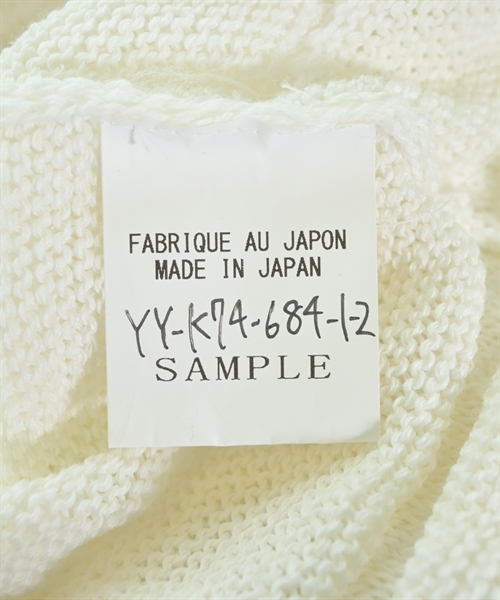 FABRIQUE AU JAPON
MADE IN JAPAN
YY-K74-684-1-2
SAMPLE